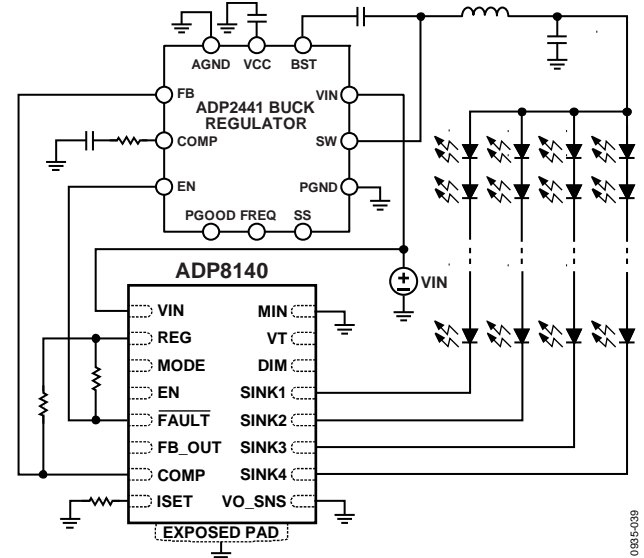 AGND VCC BST
FB VIN
ADP2441 BUCK
REGULATOR
COMP SW
EN PGND
PGOOD FREQ SS
ADP8140
VIN
VIN MIN
REG VT
MODE DIM
EN SINK1
FAULT SINK2
FB_OUT SINK3
COMP SINK4
ISET VO_SNS
EXPOSED PAD
0935-039